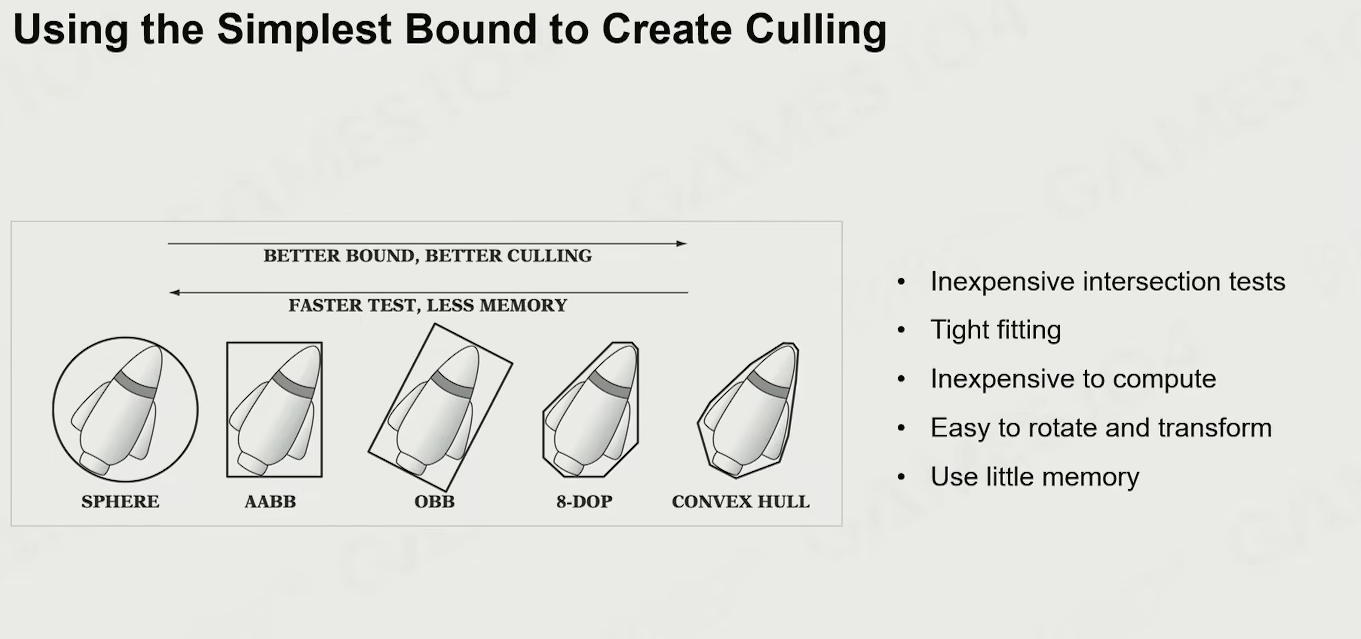 Using the Simplest Bound to Create Culling
BETTER BOUND, BETTER CULLING
FASTER TEST, LESS MEMORY
SPHERE
AABB
OBB
8-DOP
CONVEX HULL
• Inexpensive intersection tests
• Tight fitting
• Inexpensive to compute
• Easy to rotate and transform
• Use little memory
GAMES104